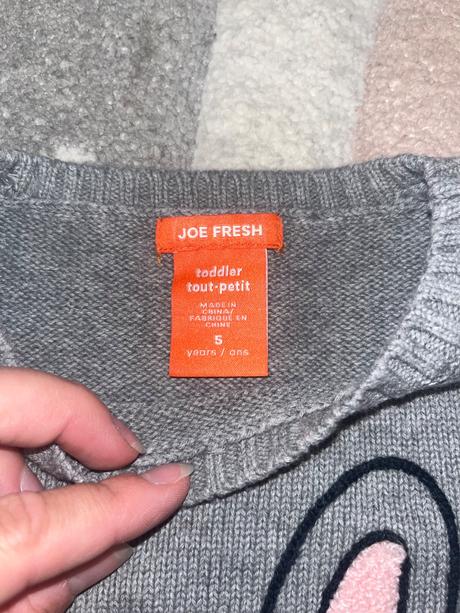 JOE FRESH
toddler
tout-petit
MADE IN
CHINA/
FABRIQUÉ EN
CHINE
5
years / ans